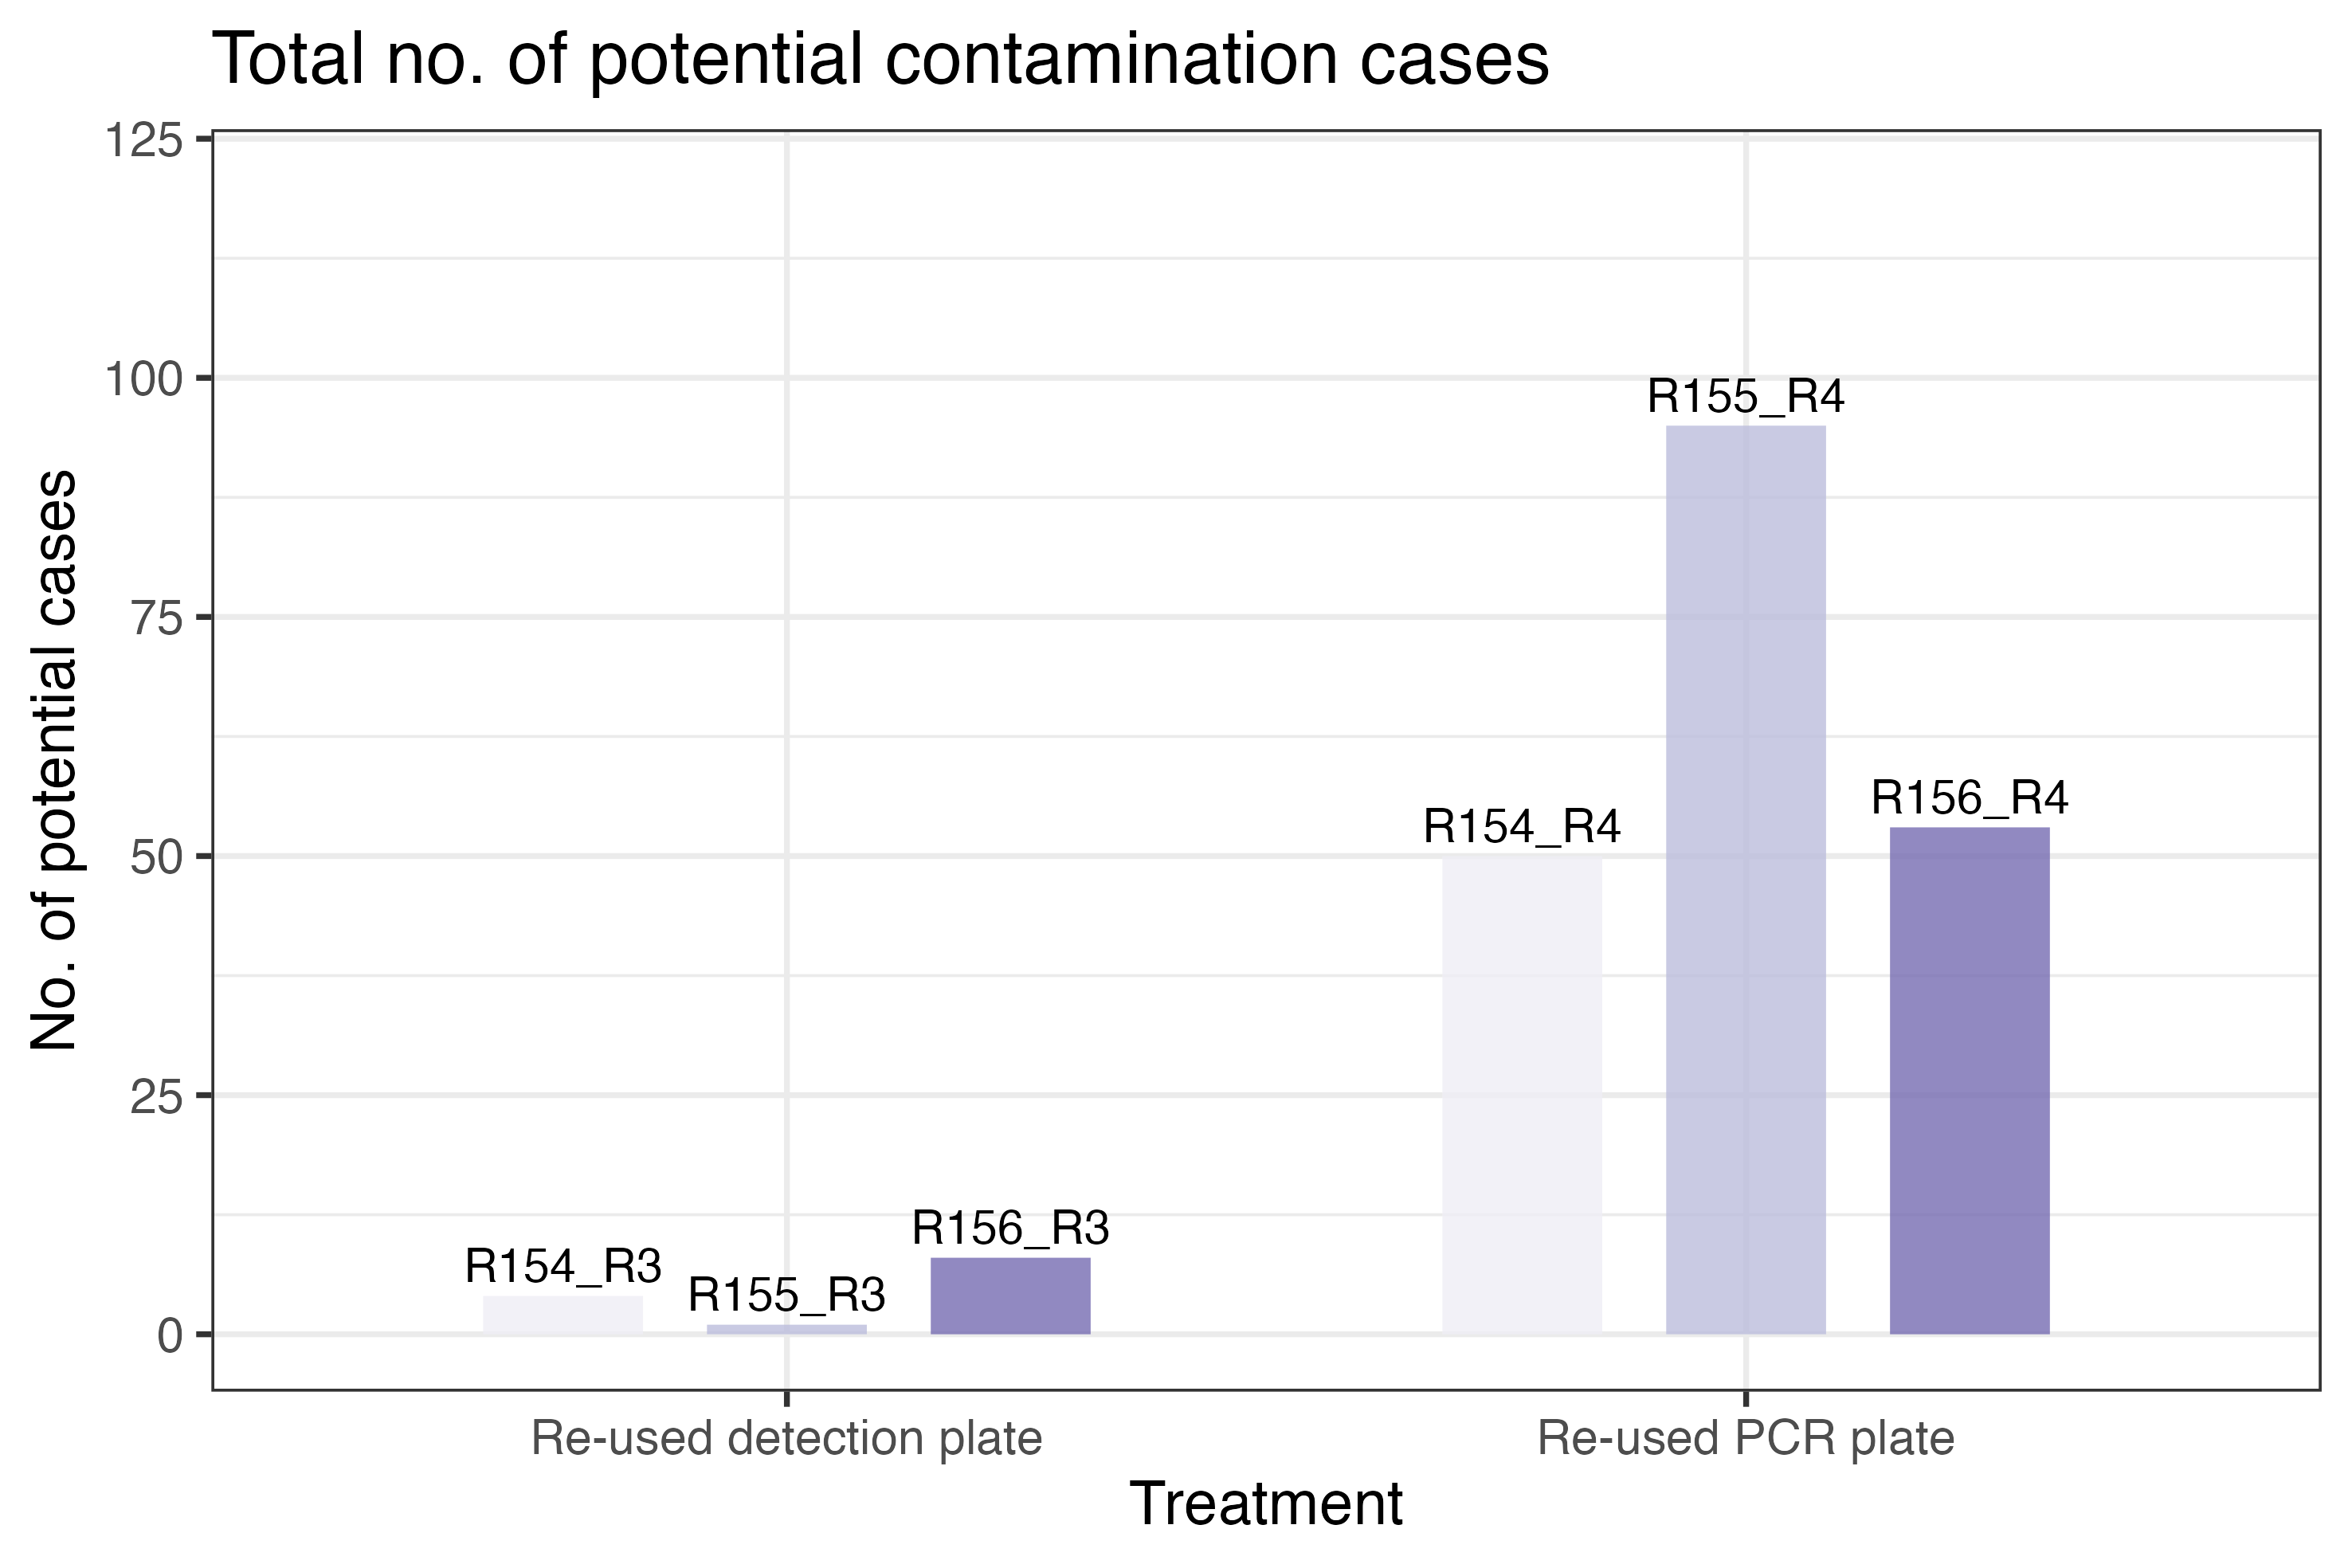 Total no. of potential contamination cases
No. of potential cases
125
100
75
50
25
0
R154_R3
R155_R3
R156_R3
R154_R4
R155_R4
R156_R4
Re-used detection plate
Re-used PCR plate
Treatment